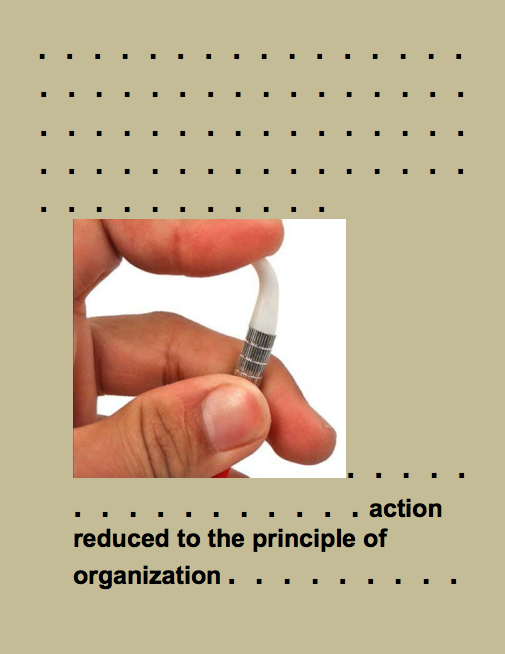 . . . . . . . . . . . . . . . .
. . . . . . . . . . . . . . . .
. . . . . . . . . . . . . . . .
. . . . . . . . . . . . . . . .
. . . . . . . . . . .
. . . . .
. . . . . . . . . . . action
reduced to the principle of
organization . . . . . . . . .